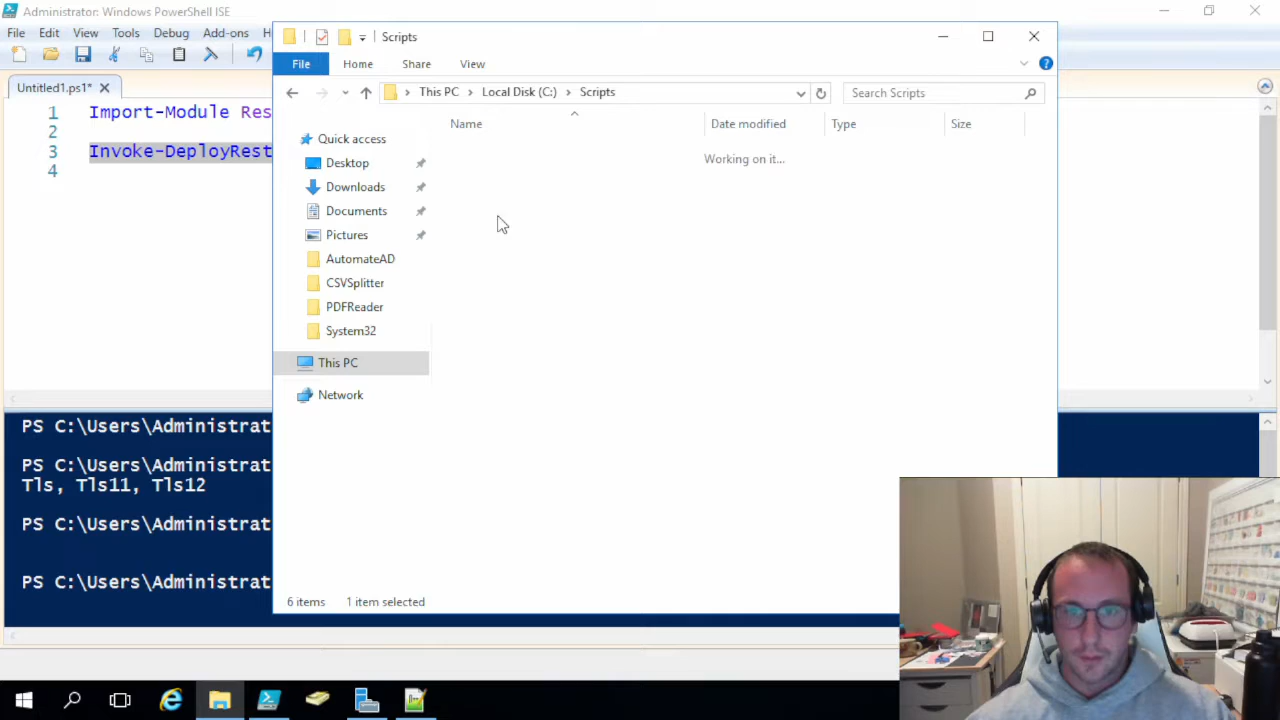 Administrator: Windows PowerShell ISE
File Edit View Tools Debug Add-ons H
Untitled1.ps1* X
1 Import-Module Res
2
3 Invoke-DeployRest
4
Scripts
File Home Share View
This PC > Local Disk (C:) > Scripts
Search Scripts
Name Date modified Type Size
Working on it...
Quick access
Desktop
Downloads
Documents
Pictures
AutomateAD
CSVSplitter
PDFReader
System32
This PC
Network
6 items 1 item selected
PS C:\Users\Administrat
PS C:\Users\Administrat
Tls, Tls11, Tls12
PS C:\Users\Administrat
PS C:\Users\Administrat